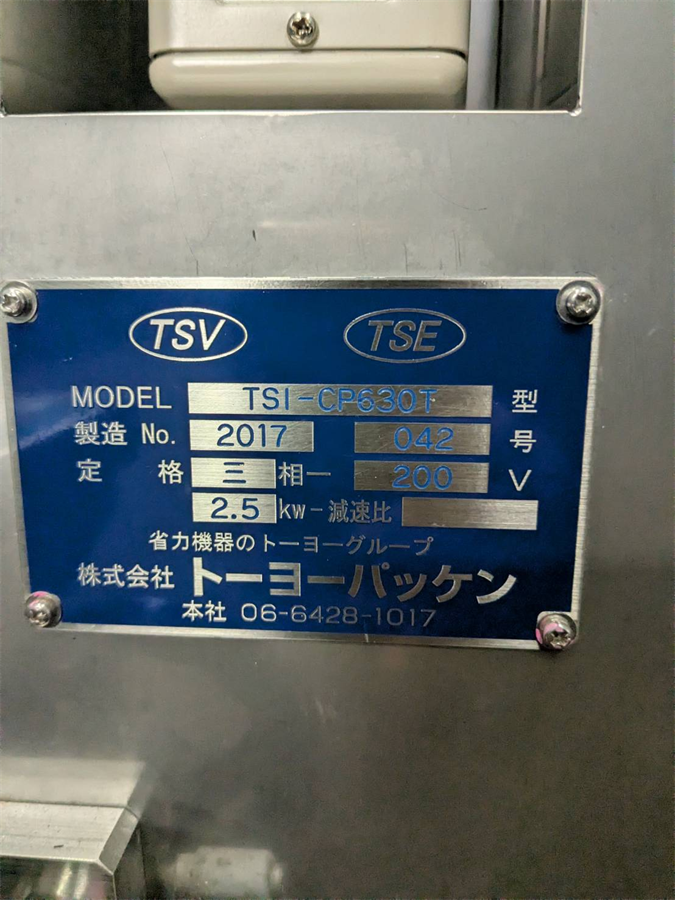 TSV TSE
MODEL TSI-CP630T 型
製造 No. 2017 042 号
定格 三 相- 200 V
2.5 kw-減速比
省力機器のトーヨーグループ
株式会社 トーヨーパッケン
本社 06-6428-1017